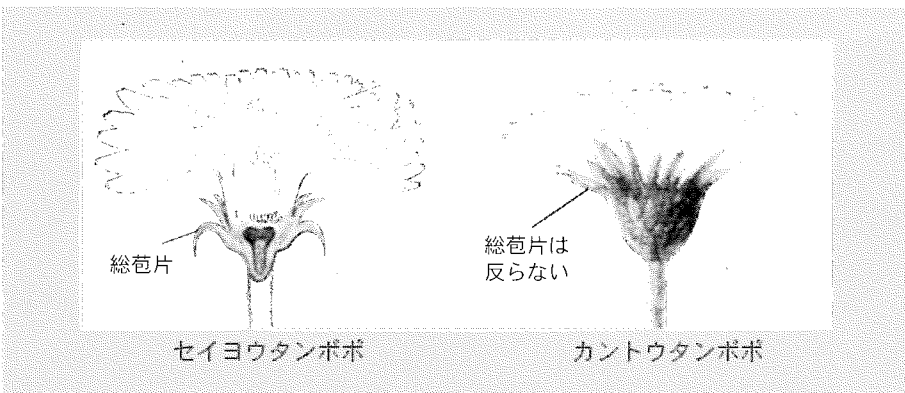 総苞片
総苞片は
反らない
セイヨウタンポポ
カントウタンポポ